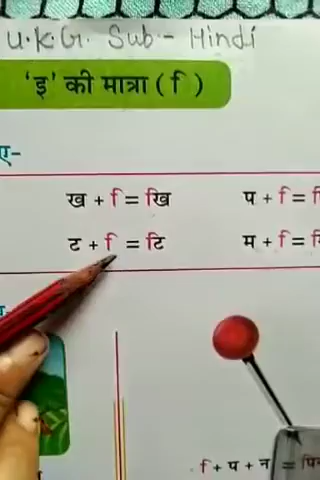 U.K.G. Sub - Hindi
'इ' की मात्रा ( ि )
ख + ि = खि प + ि =
ट + ि = टि म + ि =
ि + प + न =